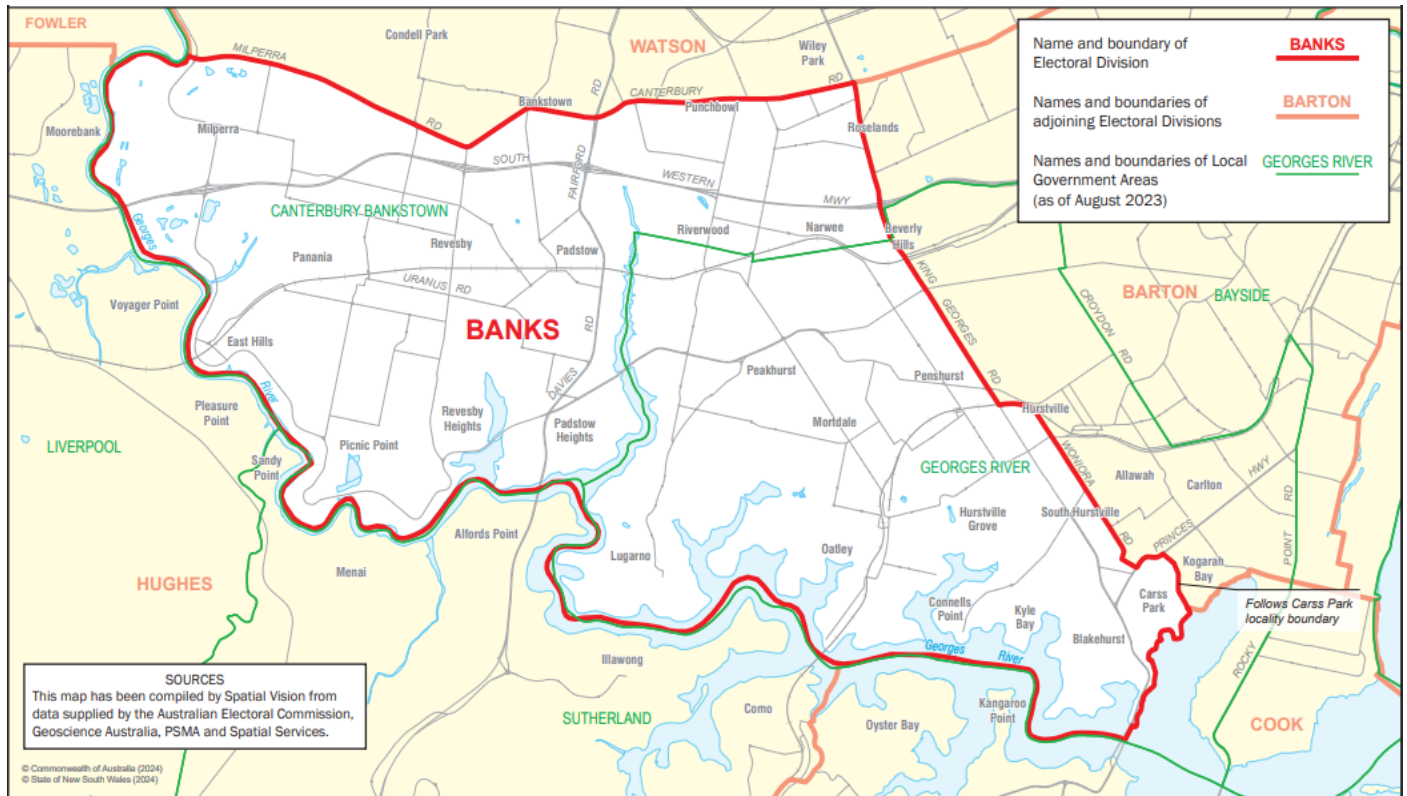 FOWLER
Condell Park
MILPERRA
WATSON
Wiley
Park
Name and boundary of
Electoral Division
BANKS
Names and boundaries of
adjoining Electoral Divisions
BARTON
Names and boundaries of Local
Government Areas
(as of August 2023)
GEORGES RIVER
RD
RD
CANTERBURY
Bankstown
Punchbowl
Moorebank
Milperra
RD
Roselands
SOUTH
WESTERN
MWY
FAIRFORD
CANTERBURY BANKSTOWN
Georges
Revesby
Padstow
Riverwood
Narwee
Beverly
Hills
Panania
URANUS RD
KING
GEORGES
RD
Voyager Point
BARTON
BAYSIDE
CROYDON
RD
BANKS
RD
East Hills
DAVIES
Peakhurst
Penshurst
River
Pleasure
Point
Revesby
Heights
Padstow
Heights
Hurstville
Mortdale
Picnic Point
LIVERPOOL
Sandy
Point
GEORGES RIVER
WONIORA
RD
Allawah
HWY
Carlton
POINT
RD
Hurstville
Grove
South Hurstville
PRINCES
Alfords Point
Lugarno
Oatley
Kogarah
Bay
Menai
HUGHES
Connells
Point
Kyle
Bay
Carss
Park
Follows Carss Park
locality boundary
Blakehurst
Georges
River
Illawong
ROCKY
SOURCES
This map has been compiled by Spatial Vision from
data supplied by the Australian Electoral Commission,
Geoscience Australia, PSMA and Spatial Services.
SUTHERLAND
Como
Kangaroo
Point
Oyster Bay
COOK
© Commonwealth of Australia (2024)
© State of New South Wales (2024)